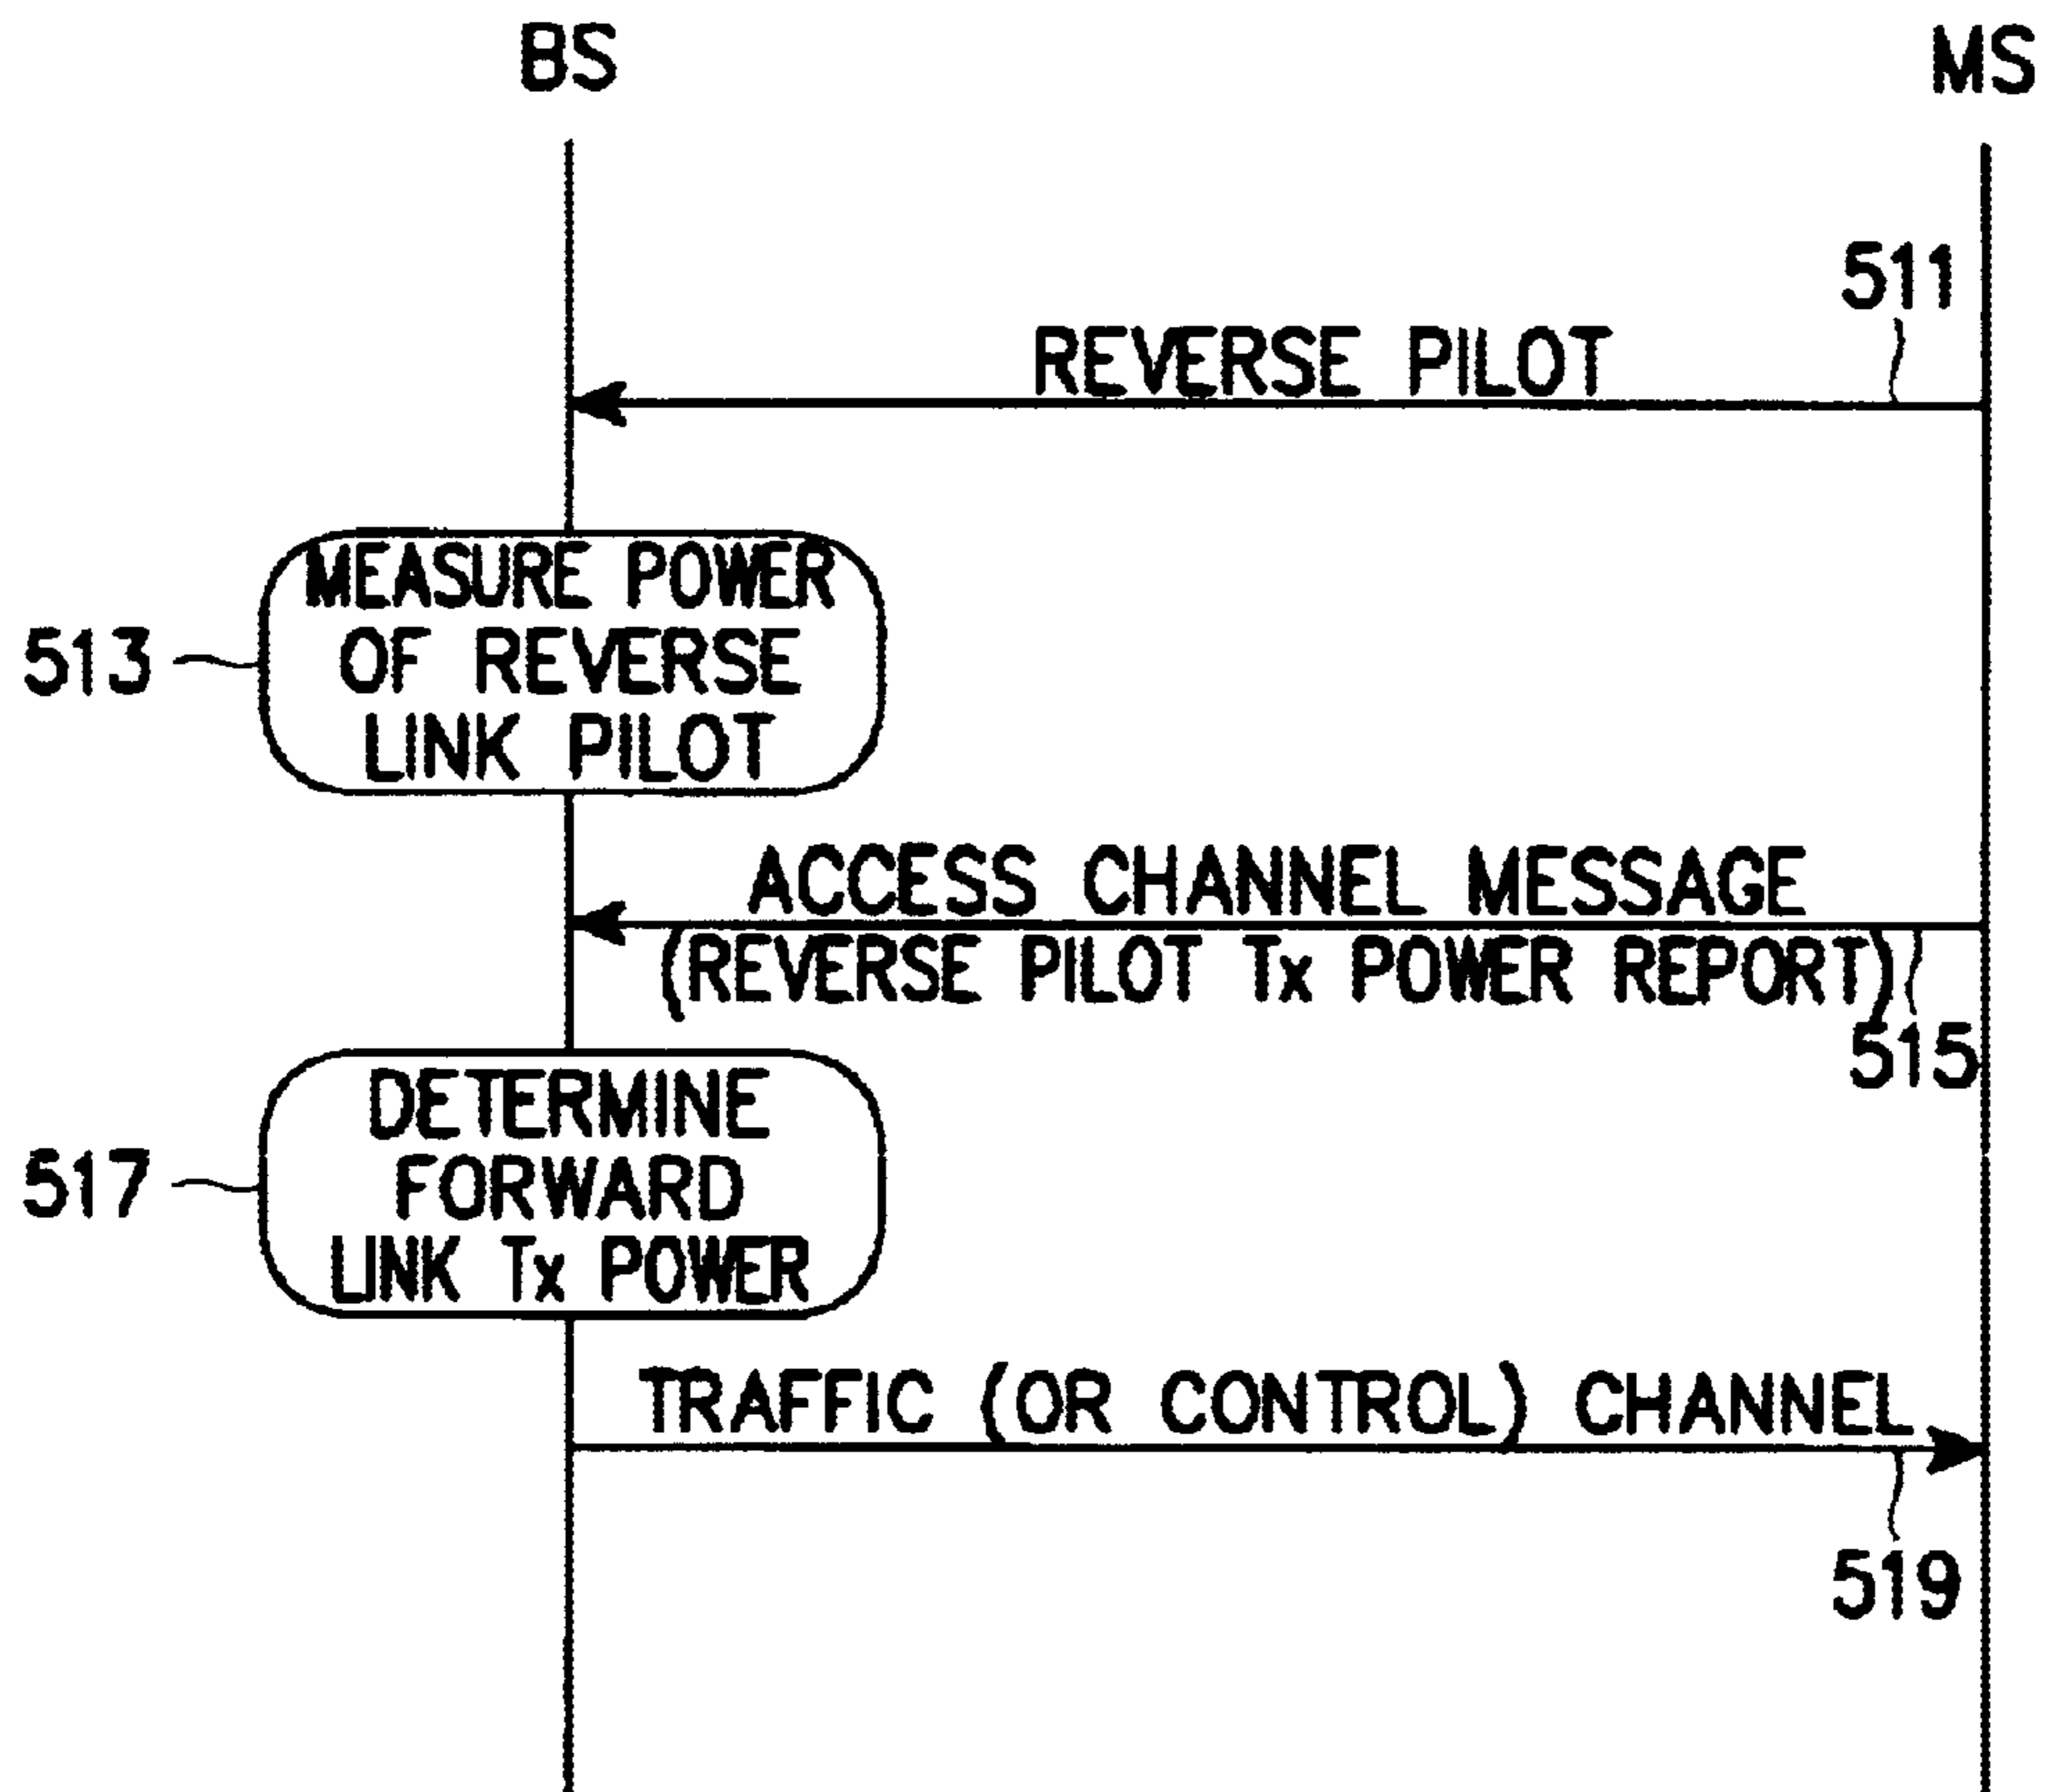 BS
MS
511
REVERSE PILOT
MEASURE POWER
OF REVERSE
LINK PILOT
513
ACCESS CHANNEL MESSAGE
(REVERSE PILOT Tx POWER REPORT)
515
DETERMINE
FORWARD
LINK Tx POWER
517
TRAFFIC (OR CONTROL) CHANNEL
519